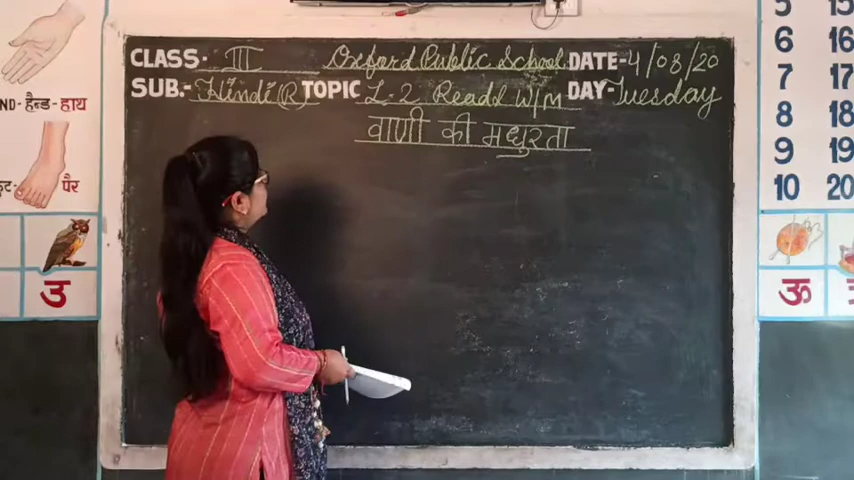 CLASS- III Oxford Public School DATE- 4/08/20
SUB.- Hindi (R) TOPIC L-2 (Read & w/m) DAY- Tuesday
वाणी की मधुरता
हैन्ड-हाथ
पैर
उ
ऊ
5
6
7
8
9
10
15
16
17
18
19
20